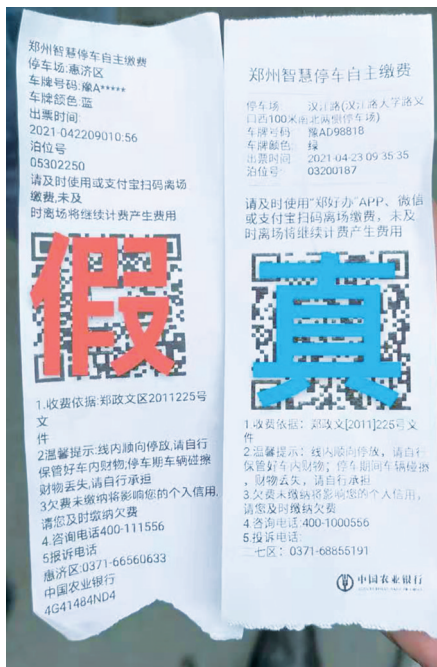 郑州智慧停车自主缴费
停车场:惠济区
车牌号码:豫A*****
车牌颜色:蓝
出票时间:
2021-042209010:56
泊位号
05302250
请及时使用或支付宝扫码离场
缴费,未及
时离场将继续计费产生费用
假
1.收费依据:郑政文区2011225号
文
件
2温馨提示:线内顺向停放,请自行
保管好车内财物;停车期车辆碰擦
财物丢失,请自行承担
3欠费未缴纳将影响您的个人信用.
请您及时缴纳欠费
4.咨询电话400-111556
5报诉电话
惠济区:0371-66560633
中国农业银行
4G41484ND4
郑州智慧停车自主缴费
停车场 汉江路(汉江路大学路交
口西100米南北两侧停车场)
车牌号码 豫AD98818
车牌颜色: 绿
出票时间: 2021-04-23 09 35 35
泊位号: 03200187
请及时使用“郑好办”APP、微信
或支付宝扫码离场缴费，未及
时离场将继续计费产生费用
真
1.收费依据：郑政文[2011]225号文
件
2.温馨提示：线内顺向停放，请自行
保管好车内财物；停车期间车辆碰擦
，财物丢失，请自行承担
3.欠费未缴纳将影响您的个人信用，
请您及时缴纳欠费
4.咨询电话:400-1000556
5.投诉电话:
二七区：0371-68865191
中国农业银行